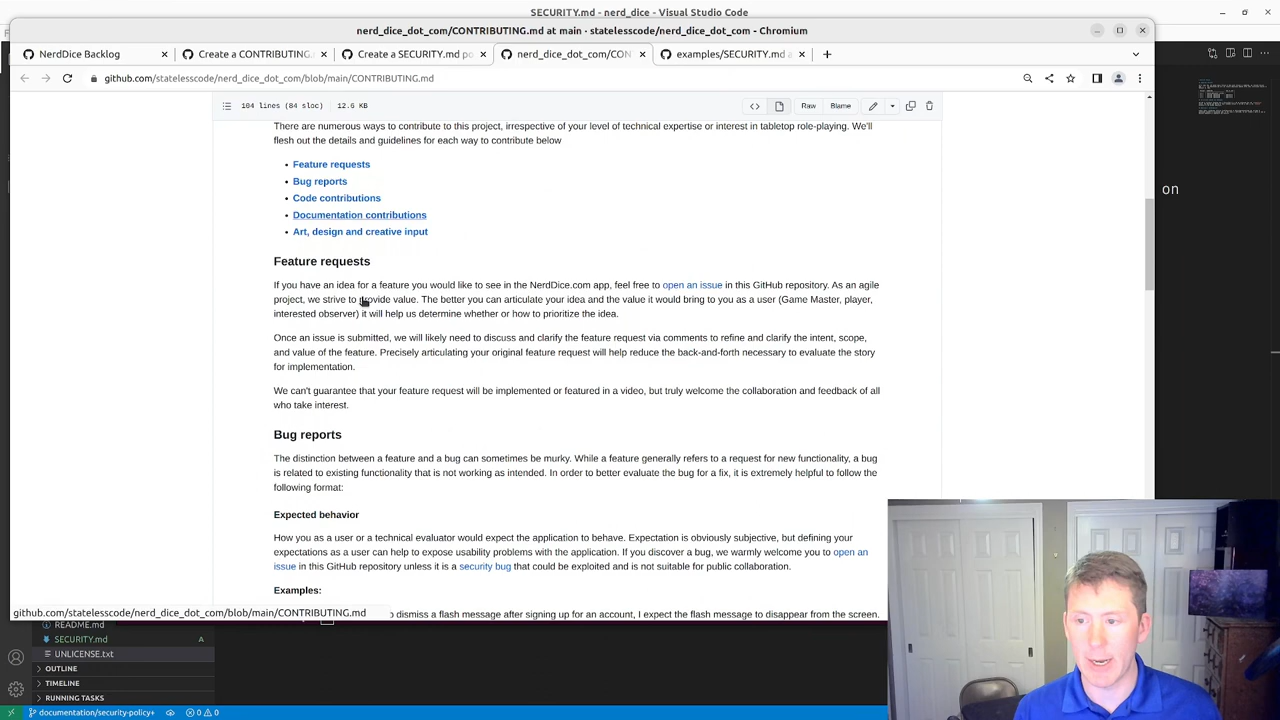 SECURITY.md - nerd_dice - Visual Studio Code
nerd_dice_dot_com/CONTRIBUTING.md at main · statelesscode/nerd_dice_dot_com - Chromium
NerdDice Backlog
Create a CONTRIBUTING.
Create a SECURITY.md po
nerd_dice_dot_com/CON
examples/SECURITY.md a
github.com/statelesscode/nerd_dice_dot_com/blob/main/CONTRIBUTING.md
104 lines (84 sloc) 12.6 KB
Raw
Blame
There are numerous ways to contribute to this project, irrespective of your level of technical expertise or interest in tabletop role-playing. We'll
flesh out the details and guidelines for each way to contribute below
• Feature requests
• Bug reports
• Code contributions
• Documentation contributions
• Art, design and creative input
on
Feature requests
If you have an idea for a feature you would like to see in the NerdDice.com app, feel free to open an issue in this GitHub repository. As an agile
project, we strive to provide value. The better you can articulate your idea and the value it would bring to you as a user (Game Master, player,
interested observer) it will help us determine whether or how to prioritize the idea.
Once an issue is submitted, we will likely need to discuss and clarify the feature request via comments to refine and clarify the intent, scope,
and value of the feature. Precisely articulating your original feature request will help reduce the back-and-forth necessary to evaluate the story
for implementation.
We can't guarantee that your feature request will be implemented or featured in a video, but truly welcome the collaboration and feedback of all
who take interest.
Bug reports
The distinction between a feature and a bug can sometimes be murky. While a feature generally refers to a request for new functionality, a bug
is related to existing functionality that is not working as intended. In order to better evaluate the bug for a fix, it is extremely helpful to follow the
following format:
Expected behavior
How you as a user or a technical evaluator would expect the application to behave. Expectation is obviously subjective, but defining your
expectations as a user can help to expose usability problems with the application. If you discover a bug, we warmly welcome you to open an
issue in this GitHub repository unless it is a security bug that could be exploited and is not suitable for public collaboration.
Examples:
o dismiss a flash message after signing up for an account, I expect the flash message to disappear from the screen.
github.com/statelesscode/nerd_dice_dot_com/blob/main/CONTRIBUTING.md
README.md
SECURITY.md A
UNLICENSE.txt
OUTLINE
TIMELINE
RUNNING TASKS
documentation/security-policy+ 0 0